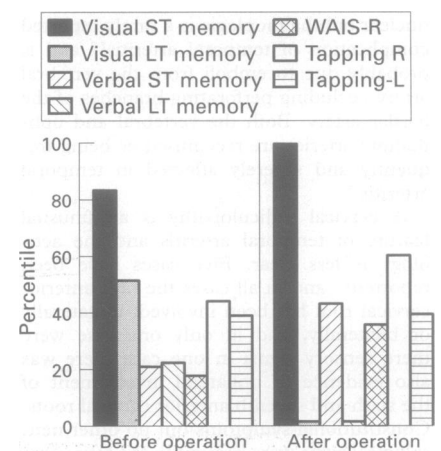 Visual ST memory
Visual LT memory
Verbal ST memory
Verbal LT memory
WAIS-R
Tapping R
Tapping-L
100
80
60
40
20
0
Percentile
Before operation
After operation